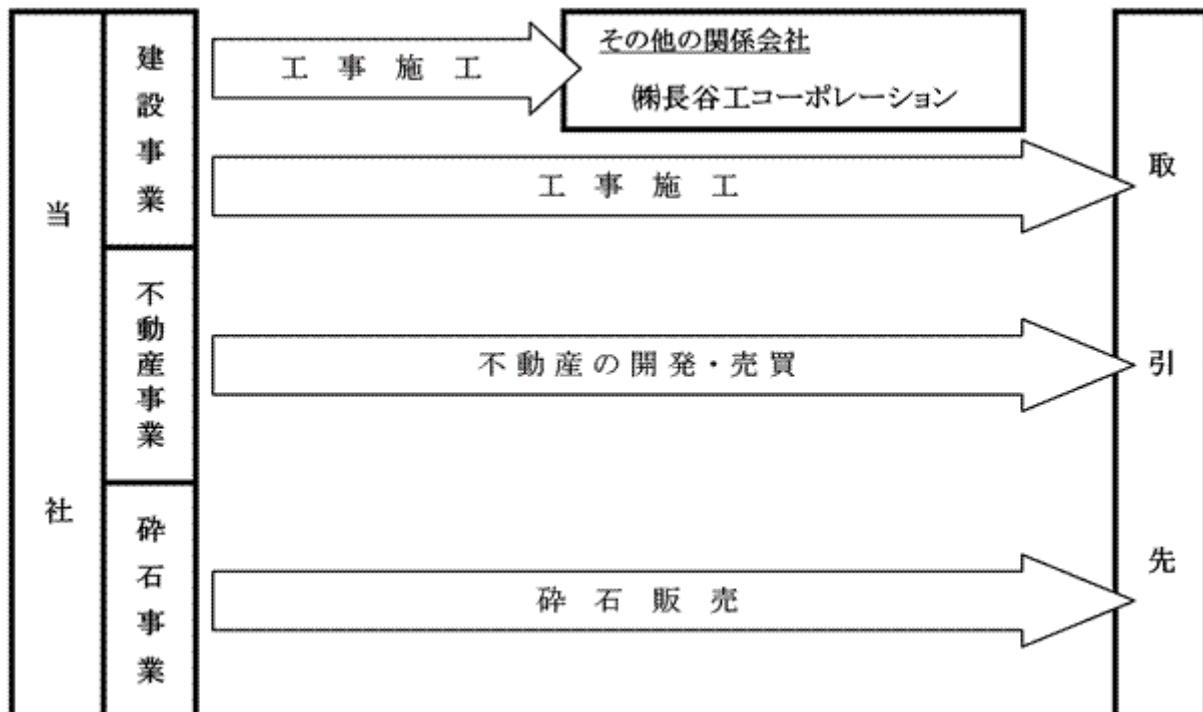 当社
建設事業
工事施工
その他の関係会社
㈱長谷工コーポレーション
工事施工
不動産事業
不動産の開発・売買
砕石事業
砕石販売
取引先